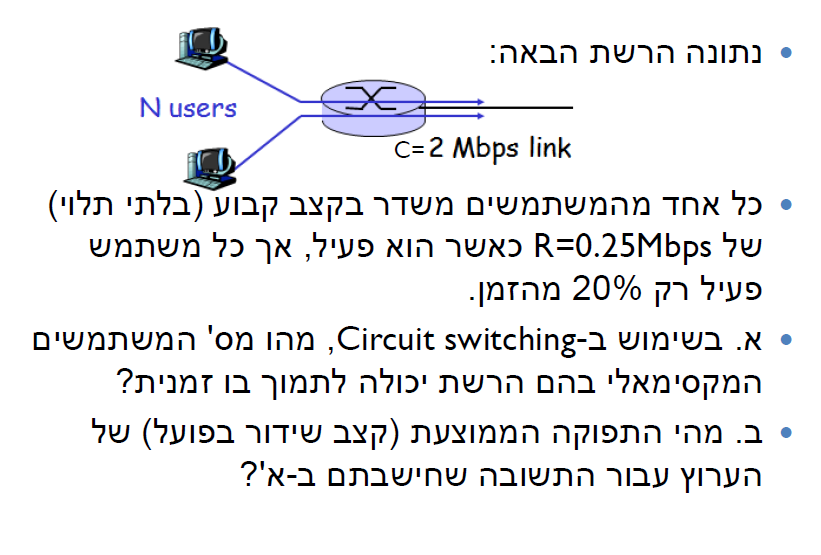 נתונה הרשת הבאה:
N users
C=2 Mbps link
כל אחד מהמשתמשים משדר בקצב קבוע (בלתי תלוי)
של R=0.25Mbps כאשר הוא פעיל, אך כל משתמש
פעיל רק 20% מהזמן.
א. בשימוש ב-Circuit switching, מהו מס' המשתמשים
המקסימאלי בהם הרשת יכולה לתמוך בו זמנית?
ב. מהי התפוקה הממוצעת (קצב שידור בפועל) של
הערוץ עבור התשובה שחישבתם ב-א'?